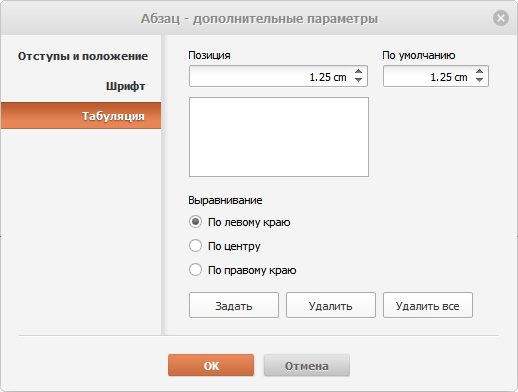 Абзац - дополнительные параметры
Отступы и положение
Шрифт
Табуляция
Позиция По умолчанию
1.25 cm 1.25 cm
Выравнивание
По левому краю
По центру
По правому краю
Задать Удалить Удалить все
OK Отмена